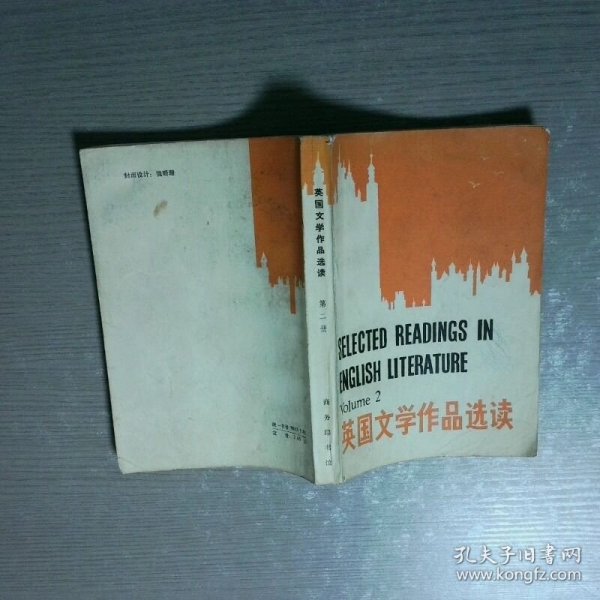 封面设计：
英国文学作品选读
第二册
商务印书馆
SELECTED READINGS IN
ENGLISH LITERATURE
Volume 2
英国文学作品选读
孔夫子旧书网
www.kongfz.com